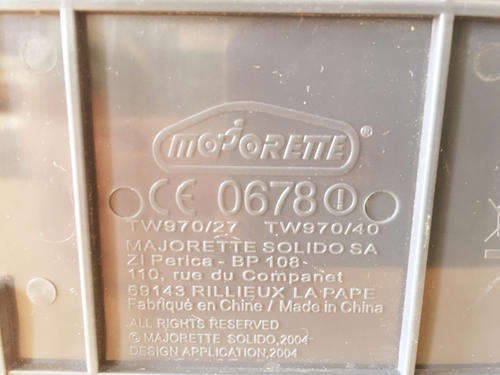 MAJORETTE ®
CE 0678
TW970/27 TW970/40
MAJORETTE SOLIDO SA
ZI Perica - BP 108-
110, rue du Companet
69143 RILLIEUX LA PAPE
Fabriqué en Chine / Made in China
ALL RIGHTS RESERVED
© MAJORETTE SOLIDO, 2004
DESIGN APPLICATION, 2004